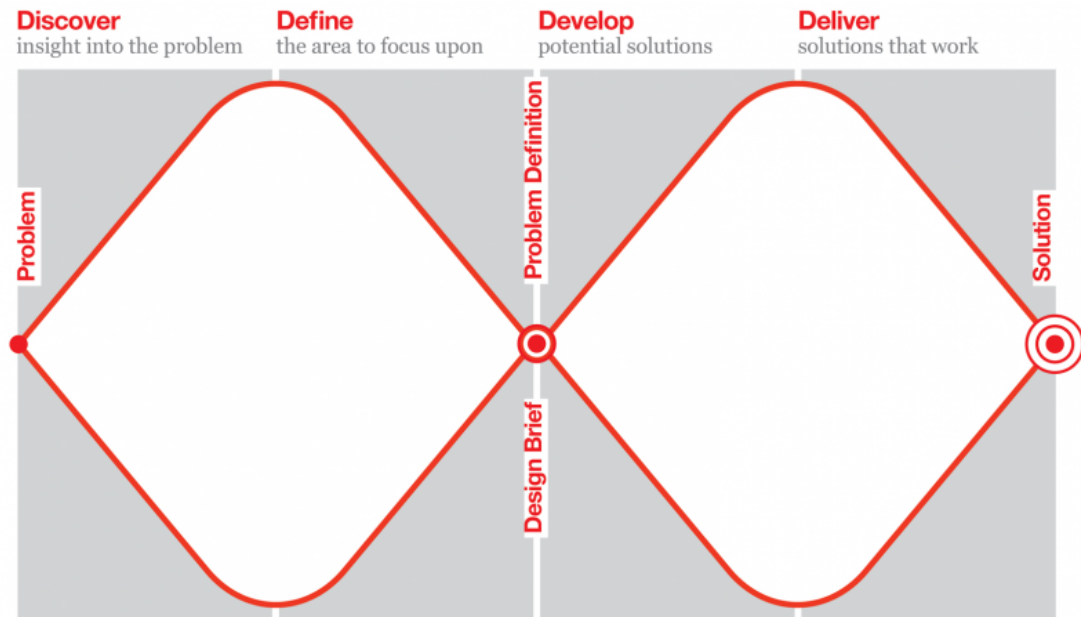 Discover
insight into the problem
Define
the area to focus upon
Develop
potential solutions
Deliver
solutions that work
Problem
Problem Definition
Design Brief
Solution